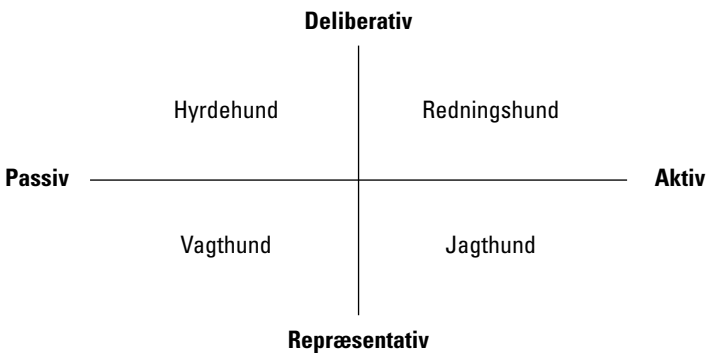 Deliberativ
Hyrdehund Redningshund
Passiv Aktiv
Vagthund Jagthund
Repræsentativ